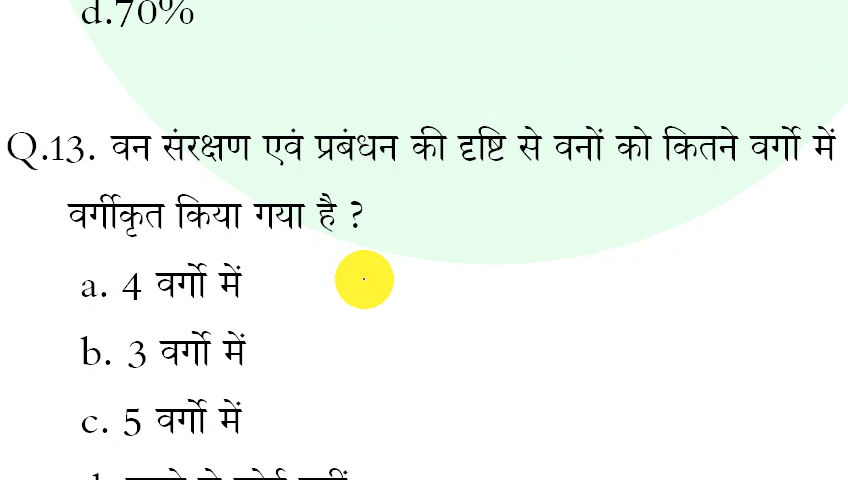 d.70%
Q.13. वन संरक्षण एवं प्रबंधन की दृष्टि से वनों को कितने वर्गो में
वर्गीकृत किया गया है ?
a. 4 वर्गो में
b. 3 वर्गो में
c. 5 वर्गो में